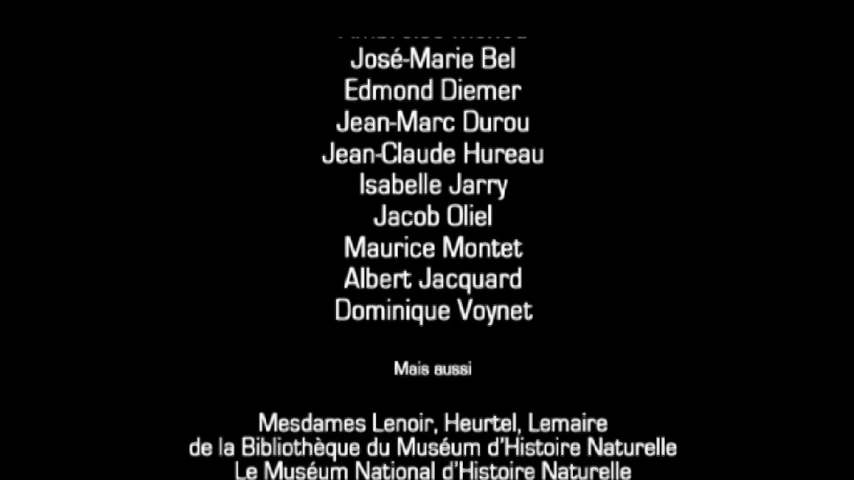 José-Marie Bel
Edmond Diemer
Jean-Marc Durou
Jean-Claude Hureau
Isabelle Jarry
Jacob Oliel
Maurice Montet
Albert Jacquard
Dominique Voynet
Mais aussi
Mesdames Lenoir, Heurtel, Lemaire
de la Bibliothèque du Muséum d'Histoire Naturelle
Le Muséum National d'Histoire Naturelle